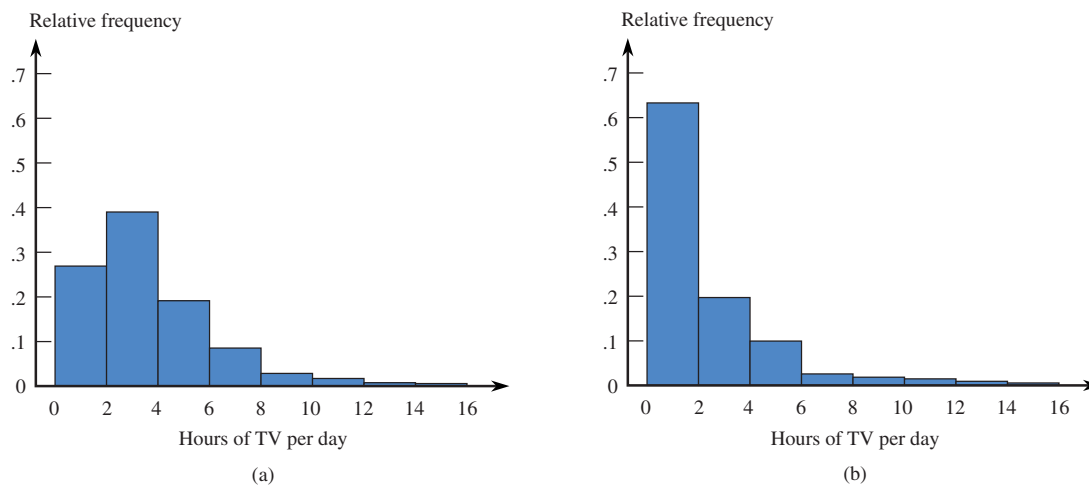 Relative frequency
.7
.6
.5
.4
.3
.2
.1
0
0 2 4 6 8 10 12 14 16
Hours of TV per day
(a)
Relative frequency
.7
.6
.5
.4
.3
.2
.1
0
0 2 4 6 8 10 12 14 16
Hours of TV per day
(b)